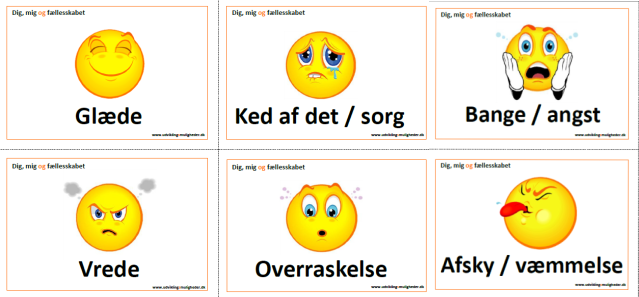 Dig, mig og fællesskabet
Glæde
www.udvikling-muligheder.dk
Dig, mig og fællesskabet
Ked af det / sorg
www.udvikling-muligheder.dk
Dig, mig og fællesskabet
Bange / angst
www.udvikling-muligheder.dk
Dig, mig og fællesskabet
Vrede
www.udvikling-muligheder.dk
Dig, mig og fællesskabet
Overraskelse
www.udvikling-muligheder.dk
Dig, mig og fællesskabet
Afsky / væmmelse
www.udvikling-muligheder.dk